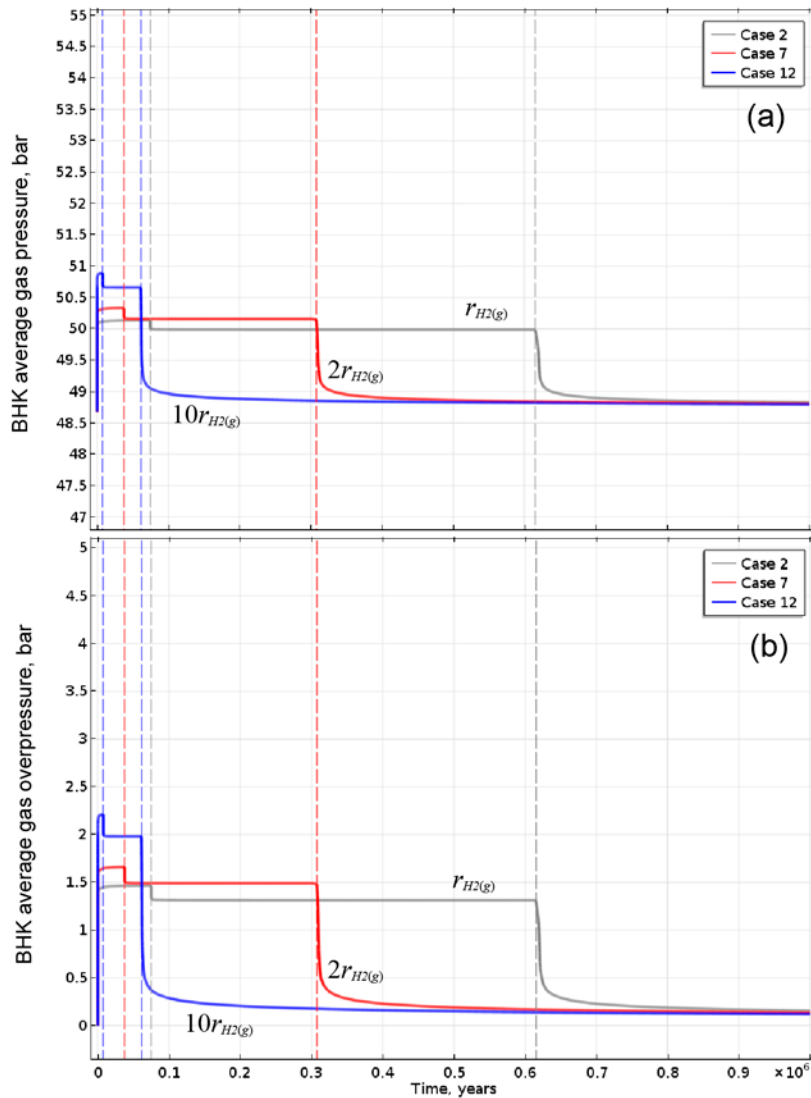 BHK average gas pressure, bar
55
54.5
54
53.5
53
52.5
52
51.5
51
50.5
50
49.5
49
48.5
48
47.5
47
Case 2
Case 7
Case 12
(a)
rH2(g)
2rH2(g)
10rH2(g)
BHK average gas overpressure, bar
5
4.5
4
3.5
3
2.5
2
1.5
1
0.5
0
Case 2
Case 7
Case 12
(b)
rH2(g)
2rH2(g)
10rH2(g)
0 0.1 0.2 0.3 0.4 0.5 0.6 0.7 0.8 0.9 ×10^6
Time, years